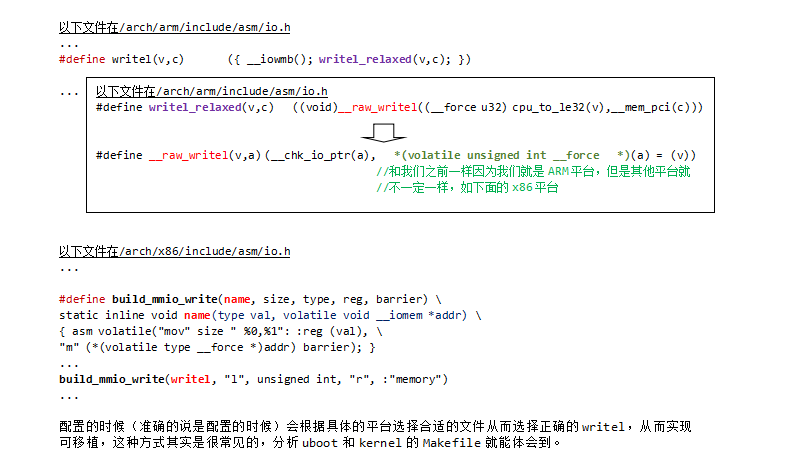 以下文件在/arch/arm/include/asm/io.h
...
#define writel(v,c) ({ __iowmb(); writel_relaxed(v,c); })
... 以下文件在/arch/arm/include/asm/io.h
#define writel_relaxed(v,c) ((void)__raw_writel((__force u32) cpu_to_le32(v),__mem_pci(c)))
#define __raw_writel(v,a)(__chk_io_ptr(a), *(volatile unsigned int __force *)(a) = (v))
//和我们之前一样因为我们就是 ARM平台，但是其他平台就
//不一定一样，如下面的 x86平台
以下文件在/arch/x86/include/asm/io.h
...
#define build_mmio_write(name, size, type, reg, barrier) \
static inline void name(type val, volatile void __iomem *addr) \
{ asm volatile("mov" size " %0,%1": :reg (val), \
"m" (*(volatile type __force *)addr) barrier); }
...
build_mmio_write(writel, "l", unsigned int, "r", :"memory")
...
配置的时候（准确的说是配置的时候）会根据具体的平台选择合适的文件从而选择正确的 writel，从而实现
可移植，这种方式其实是很常见的，分析 uboot 和 kernel 的 Makefile 就能体会到。